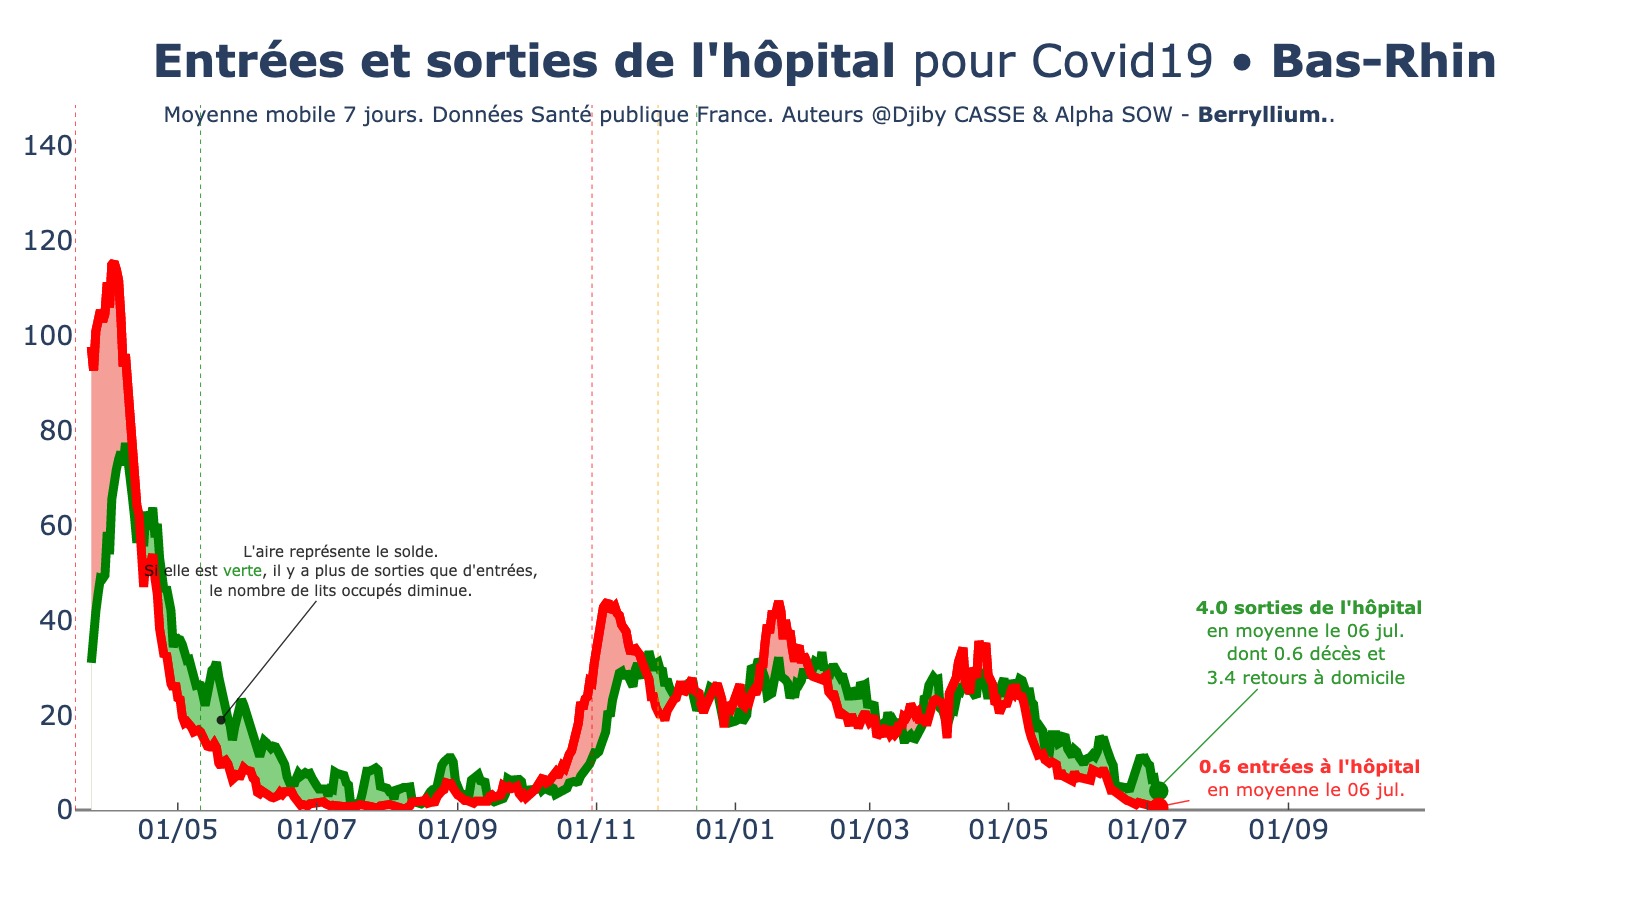 Entrées et sorties de l'hôpital pour Covid19 • Bas-Rhin
Moyenne mobile 7 jours. Données Santé publique France. Auteurs @Djiby CASSE & Alpha SOW - Berryllium..
140
120
100
80
60
40
20
0
L'aire représente le solde.
Si elle est verte, il y a plus de sorties que d'entrées,
le nombre de lits occupés diminue.
4.0 sorties de l'hôpital
en moyenne le 06 jul.
dont 0.6 décès et
3.4 retours à domicile
0.6 entrées à l'hôpital
en moyenne le 06 jul.
01/05 01/07 01/09 01/11 01/01 01/03 01/05 01/07 01/09